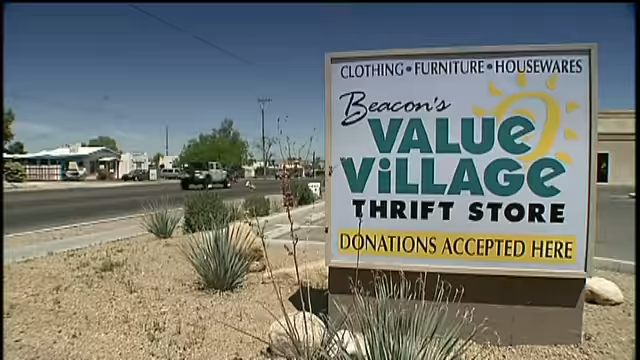 CLOTHING • FURNITURE • HOUSEWARES
Beacon's
VALUE
ViLLAGE
THRIFT STORE
DONATIONS ACCEPTED HERE